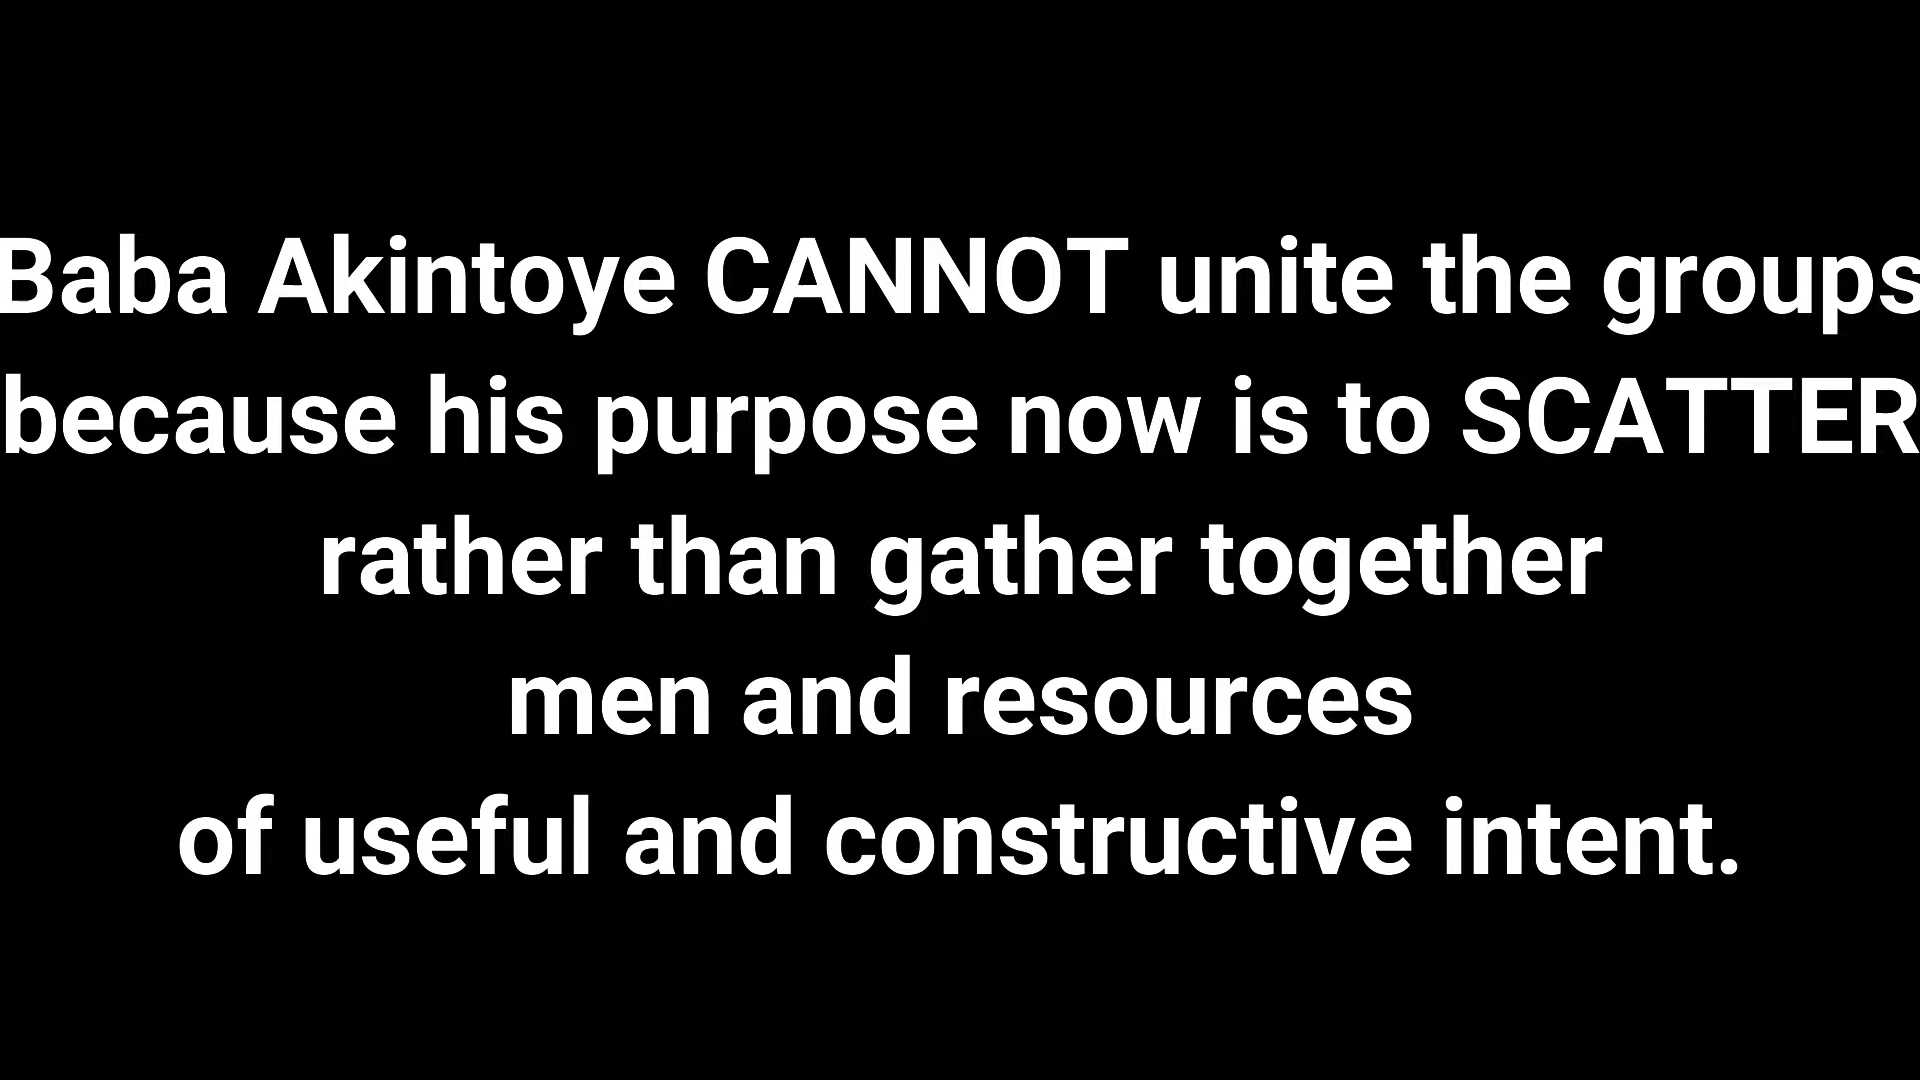 Baba Akintoye CANNOT unite the groups
because his purpose now is to SCATTER
rather than gather together
men and resources
of useful and constructive intent.